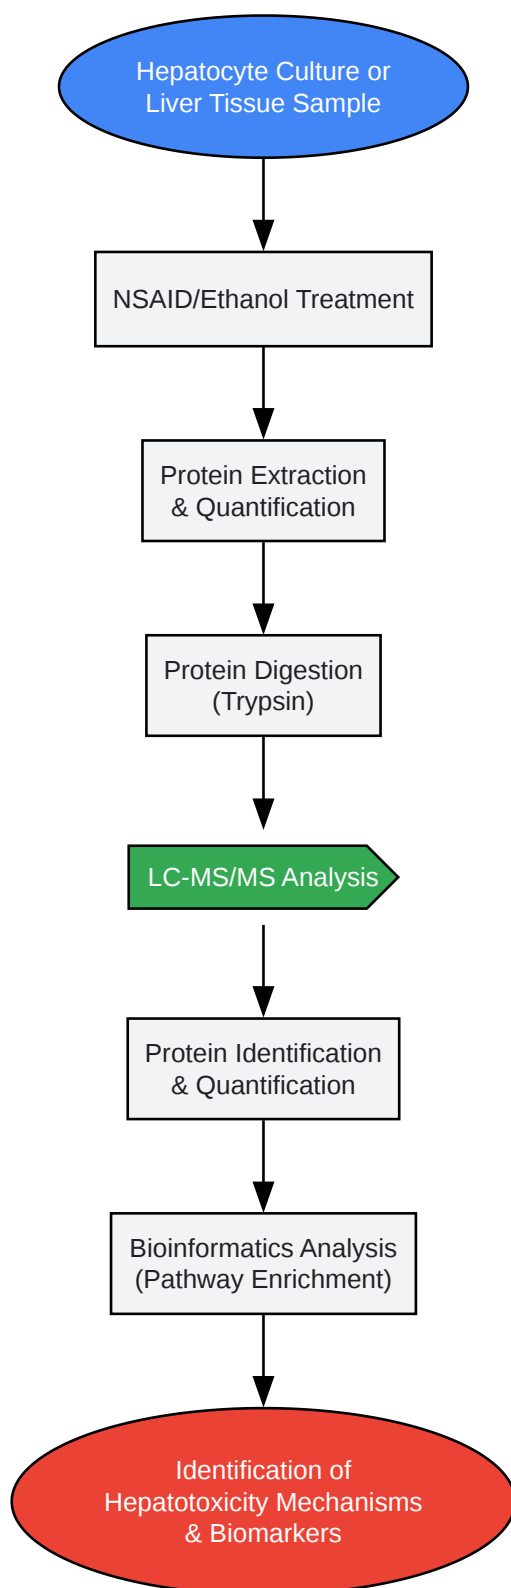 Hepatocyte Culture or
Liver Tissue Sample
NSAID/Ethanol Treatment
Protein Extraction
& Quantification
Protein Digestion
(Trypsin)
LC-MS/MS Analysis
Protein Identification
& Quantification
Bioinformatics Analysis
(Pathway Enrichment)
Identification of
Hepatotoxicity Mechanisms
& Biomarkers